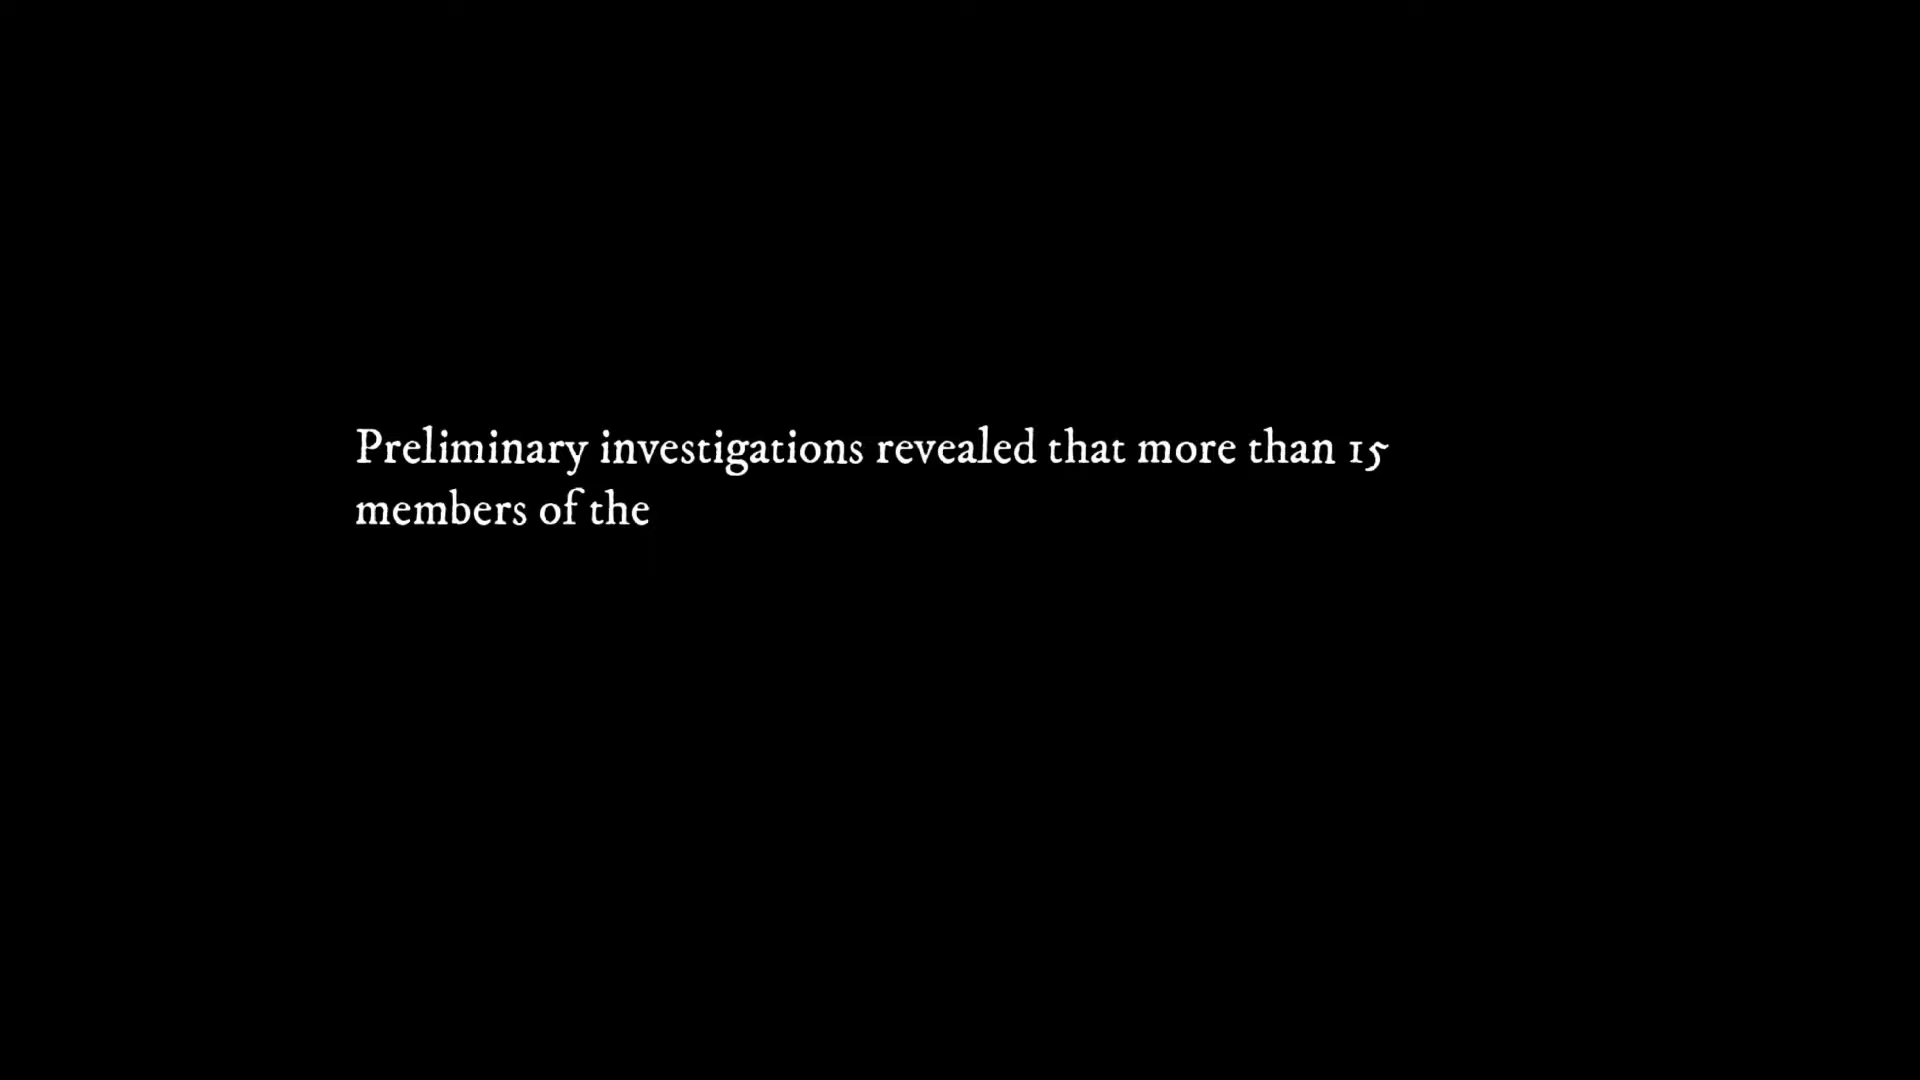 Preliminary investigations revealed that more than 15
members of the